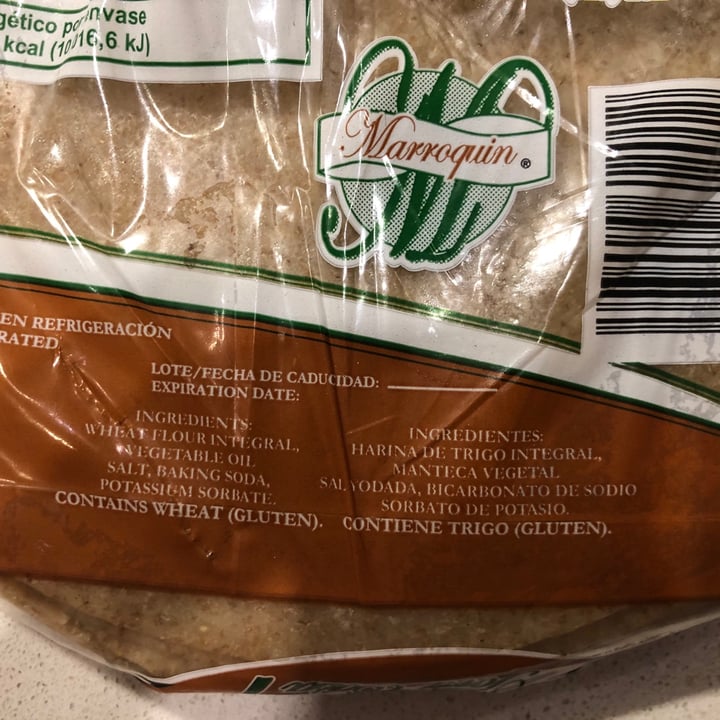 gético por envase
kcal (10,016,6 kJ)
Marroquin ®
EN REFRIGERACIÓN
RATED
LOTE/FECHA DE CADUCIDAD:
EXPIRATION DATE:
INGREDIENTS:
WHEAT FLOUR INTEGRAL,
VEGETABLE OIL
SALT, BAKING SODA,
POTASSIUM SORBATE.
CONTAINS WHEAT (GLUTEN).
INGREDIENTES:
HARINA DE TRIGO INTEGRAL,
MANTECA VEGETAL
SAL YODADA, BICARBONATO DE SODIO
SORBATO DE POTASIO.
CONTIENE TRIGO (GLUTEN).